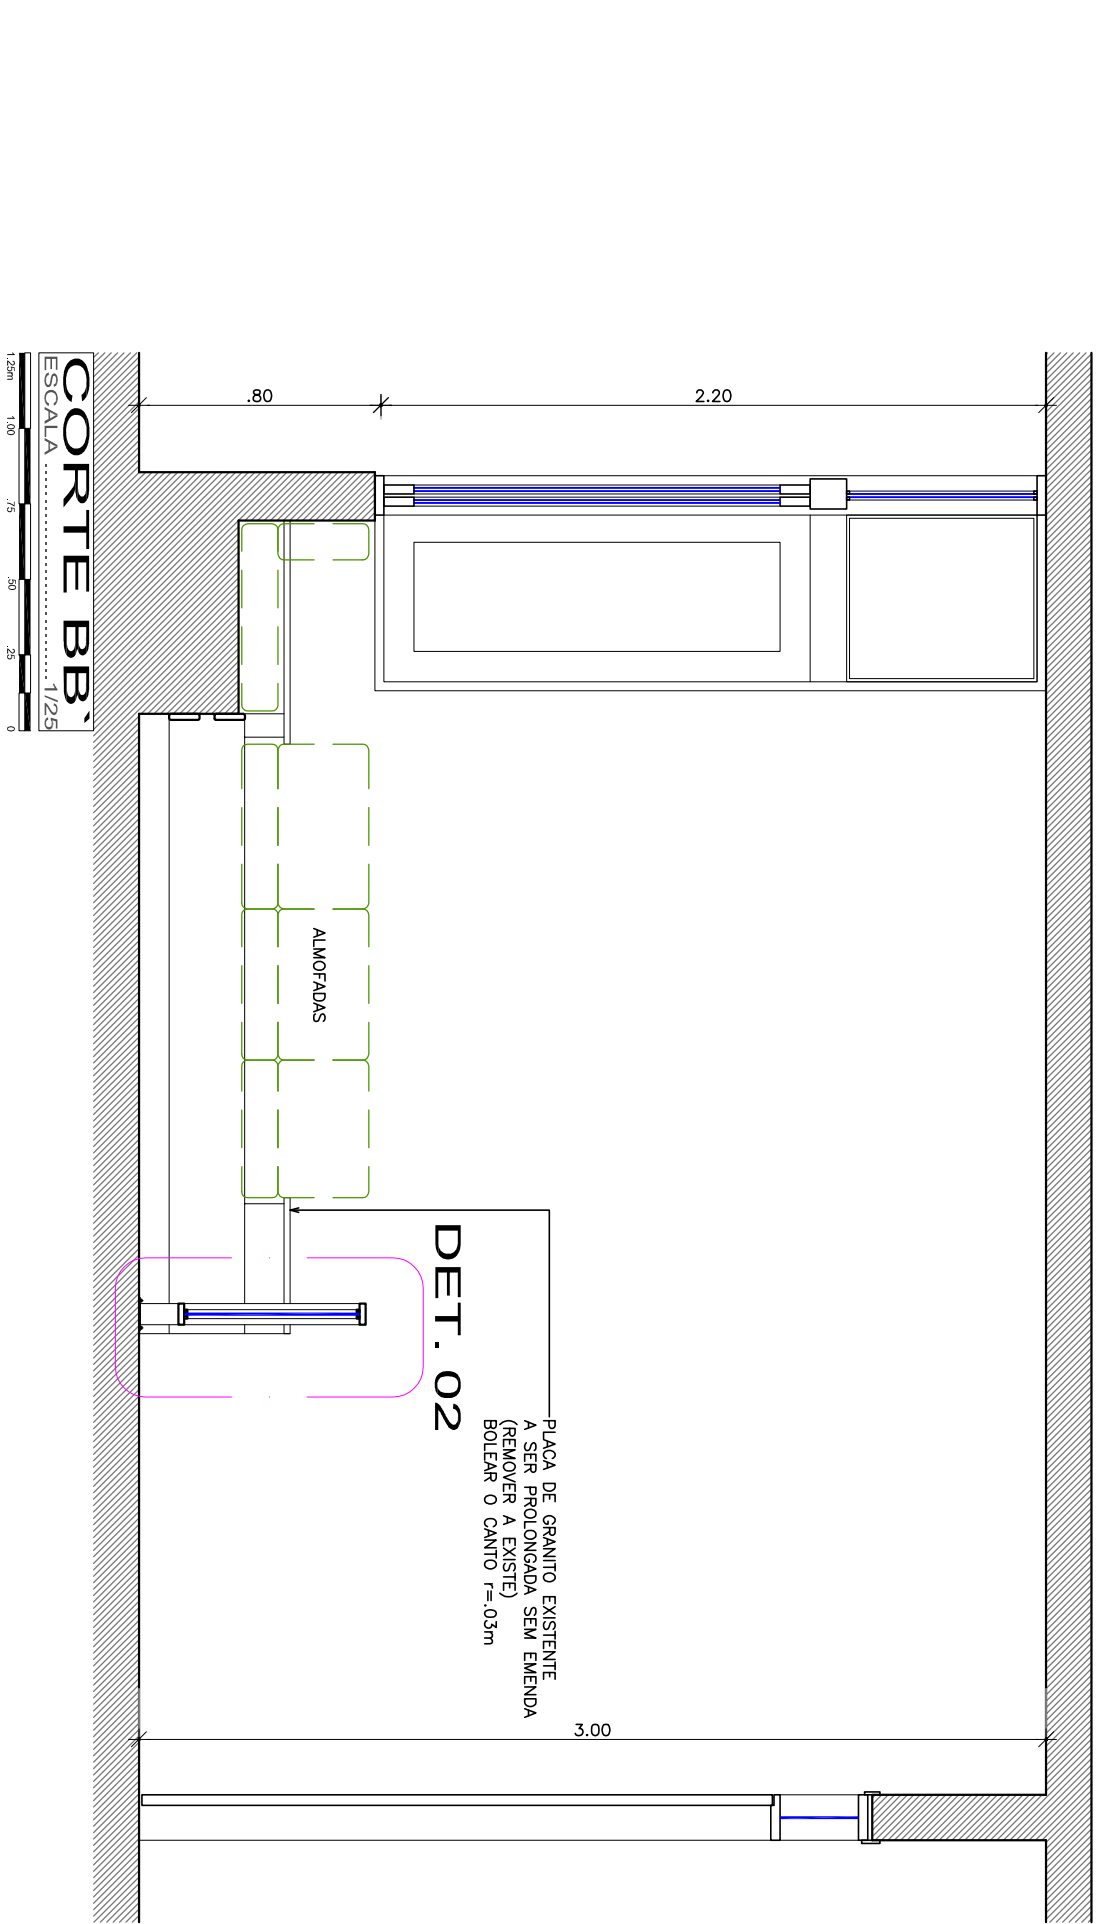 2.20
.80
3.00
ALMOFADAS
DET. 02
PLACA DE GRANITO EXISTENTE
A SER PROLONGADA SEM EMENDA
(REMOVER A EXISTE)
BOLEAR O CANTO r=.03m
CORTE BB`
ESCALA ........................ 1/25
1.25m 1.00 .75 .50 .25 0